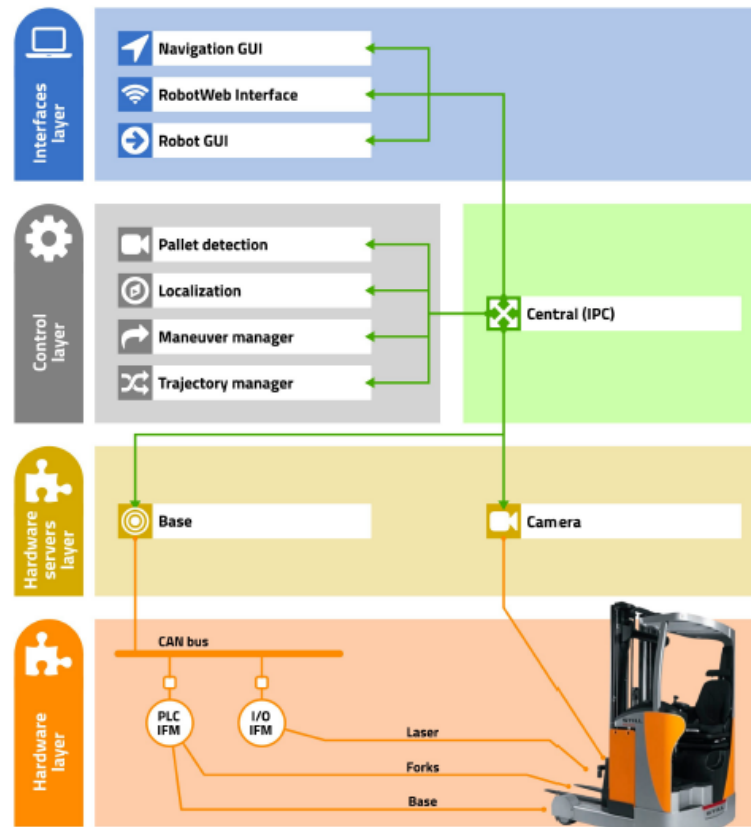 Interfaces
layer
Navigation GUI
RobotWeb Interface
Robot GUI
Control
layer
Pallet detection
Localization
Maneuver manager
Trajectory manager
Central (IPC)
Hardware
servers
layer
Base
Camera
Hardware
layer
CAN bus
PLC
IFM
I/O
IFM
Laser
Forks
Base
STILL